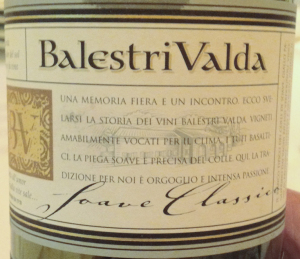 BalestriValda
UNA MEMORIA FIERA E UN INCONTRO. ECCO SVE
LARSI LA STORIA DEI VINI BALESTRI VALDA. VIGNETI
AMABILMENTE VOCATI PER IL CLIMA, I TUFI BASALTI
CI, LA PIEGA SOAVE E PRECISA DEL COLLE. QUI LA TRA
DIZIONE PER NOI È ORGOGLIO E INTENSA PASSIONE.
BV
Soave Classico